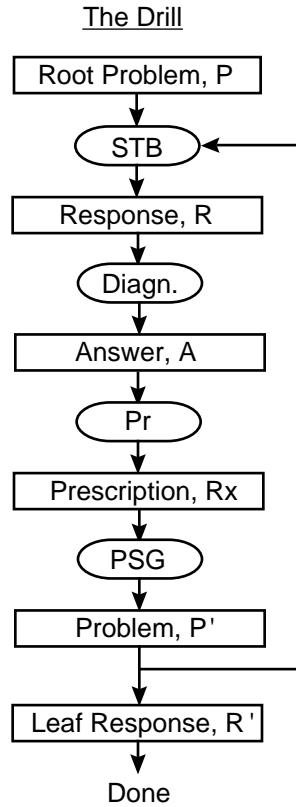 The Drill
Root Problem, P
STB
Response, R
Diagn.
Answer, A
Pr
Prescription, Rx
PSG
Problem, P'
Leaf Response, R'
Done